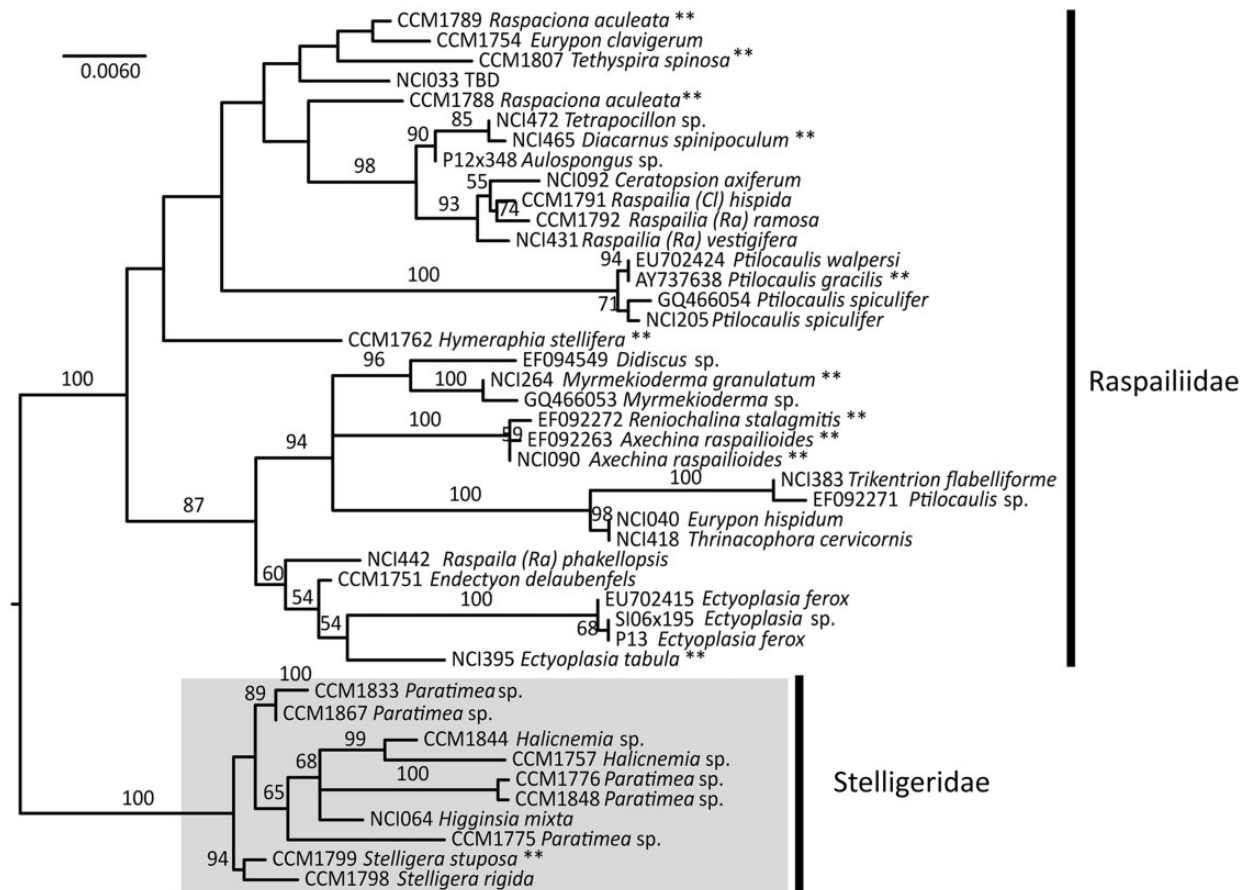 CCM1789 Raspaciona aculeata **
CCM1754 Eurypon clavigerum
0.0060
CCM1807 Tethyspira spinosa **
NCI033 TBD
CCM1788 Raspaciona aculeata**
85
NCI472 Tetrapocillon sp.
90
NCI465 Diacarnus spinipoculum **
P12x348 Aulospongus sp.
98
55
NCI092 Ceratopsion axiferum
CCM1791 Raspailia (Cl) hispida
93
74
CCM1792 Raspailia (Ra) ramosa
NCI431 Raspailia (Ra) vestigifera
94
EU702424 Ptilocaulis walpersi
100
AY737638 Ptilocaulis gracilis **
71
GQ466054 Ptilocaulis spiculifer
NCI205 Ptilocaulis spiculifer
CCM1762 Hymeraphia stellifera **
96
EF094549 Didiscus sp.
100
100
NCI264 Myrmekioderma granulatum **
Raspailiidae
GQ466053 Myrmekioderma sp.
100
EF092272 Reniochalina stalagmitis **
94
59
EF092263 Axechina raspailioides **
NCI090 Axechina raspailioides **
100
NCI383 Trikentrion flabelliforme
100
EF092271 Ptilocaulis sp.
87
98
NCI040 Eurypon hispidum
NCI418 Thrinacophora cervicornis
60
NCI442 Raspaila (Ra) phakellopsis
CCM1751 Endectyon delaubenfels
54
100
EU702415 Ectyoplasia ferox
54
SI06x195 Ectyoplasia sp.
68
P13 Ectyoplasia ferox
NCI395 Ectyoplasia tabula **
100
89
CCM1833 Paratimea sp.
CCM1867 Paratimea sp.
99
CCM1844 Halicnemia sp.
68
CCM1757 Halicnemia sp.
100
CCM1776 Paratimea sp.
Stelligeridae
100
65
CCM1848 Paratimea sp.
NCI064 Higginsia mixta
CCM1775 Paratimea sp.
94
CCM1799 Stelligera stuposa **
CCM1798 Stelligera rigida